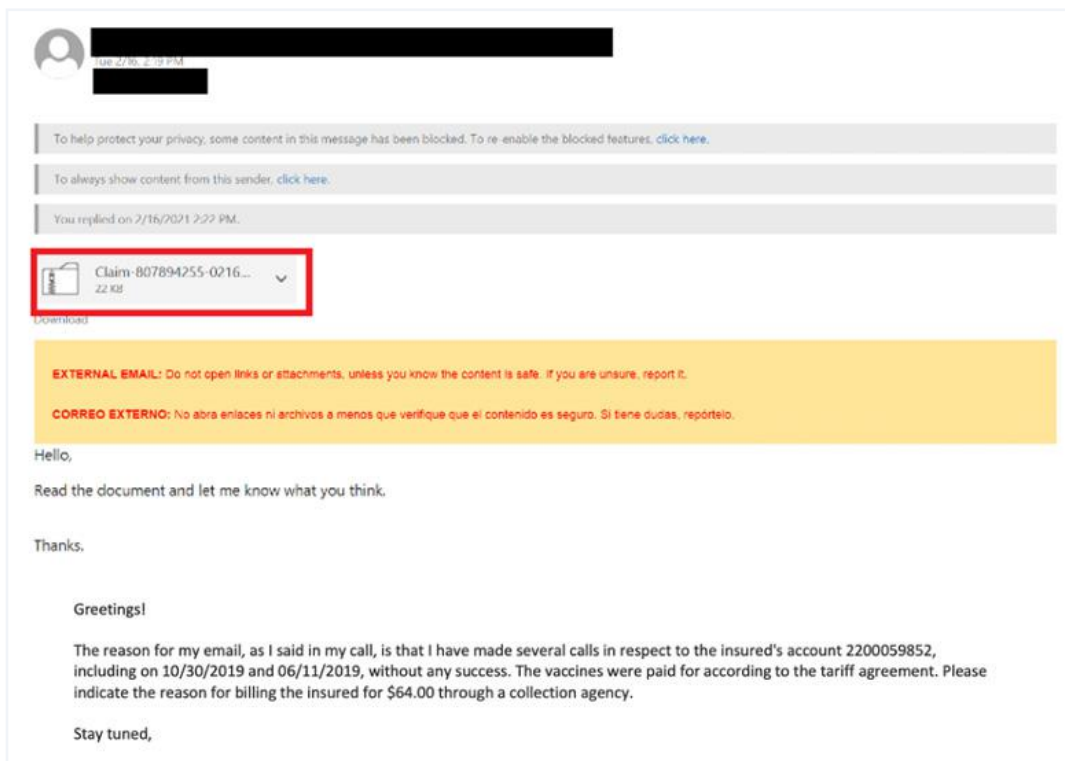 Tue 2/16, 2:19 PM
To help protect your privacy, some content in this message has been blocked. To re-enable the blocked features, click here.
To always show content from this sender, click here.
You replied on 2/16/2021 2:22 PM.
Claim-807894255-0216...
22 KB
Download
EXTERNAL EMAIL: Do not open links or attachments, unless you know the content is safe. If you are unsure, report it.
CORREO EXTERNO: No abra enlaces ni archivos a menos que verifique que el contenido es seguro. Si tiene dudas, repórtelo.
Hello,
Read the document and let me know what you think.
Thanks.
Greetings!
The reason for my email, as I said in my call, is that I have made several calls in respect to the insured's account 2200059852,
including on 10/30/2019 and 06/11/2019, without any success. The vaccines were paid for according to the tariff agreement. Please
indicate the reason for billing the insured for $64.00 through a collection agency.
Stay tuned,